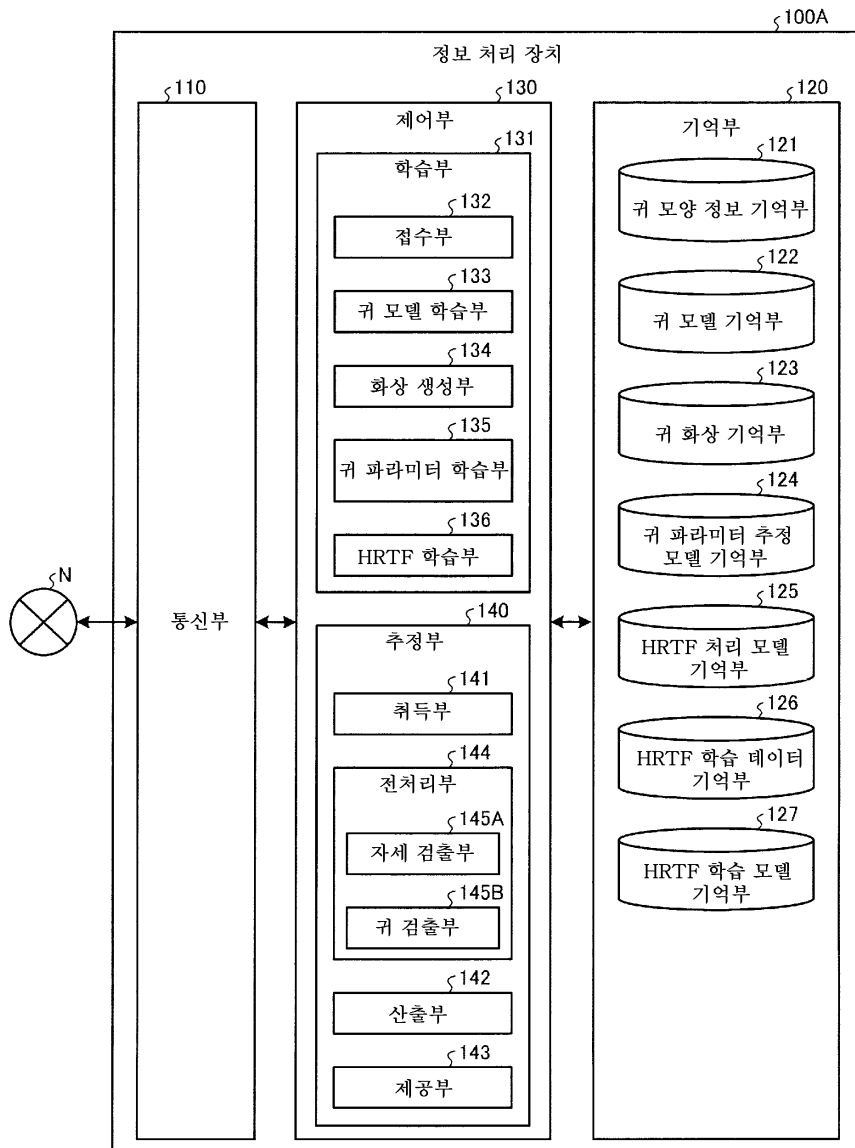 100A
정보 처리 장치
110
통신부
N
130
제어부
131
학습부
132
접수부
133
귀 모델 학습부
134
화상 생성부
135
귀 파라미터 학습부
136
HRTF 학습부
140
추정부
141
취득부
144
전처리부
145A
자세 검출부
145B
귀 검출부
142
산출부
143
제공부
120
기억부
121
귀 모양 정보 기억부
122
귀 모델 기억부
123
귀 화상 기억부
124
귀 파라미터 추정
모델 기억부
125
HRTF 처리 모델
기억부
126
HRTF 학습 데이터
기억부
127
HRTF 학습 모델
기억부